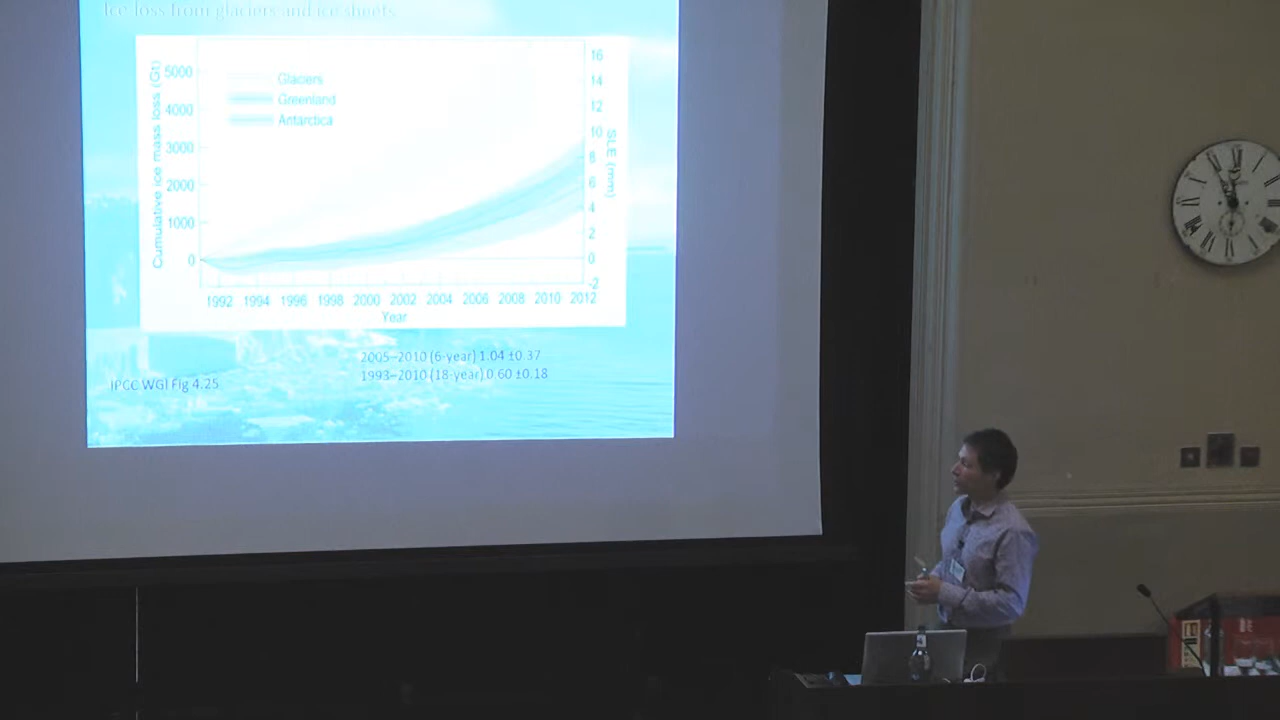 Ice loss from glaciers and ice sheets
Cumulative ice mass loss (Gt)
5000
4000
3000
2000
1000
0
Glaciers
Greenland
Antarctica
16
14
12
10
8
6
4
2
0
-2
SLE (mm)
1992 1994 1996 1998 2000 2002 2004 2006 2008 2010 2012
Year
2005–2010 (6-year) 1.04 ±0.37
1993–2010 (18-year) 0.60 ±0.18
IPCC WGI Fig 4.25